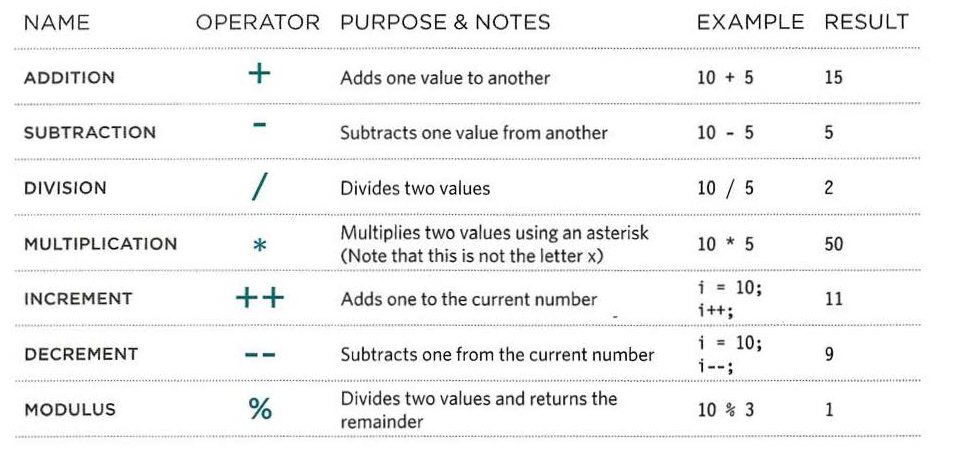 NAME OPERATOR PURPOSE & NOTES EXAMPLE RESULT
ADDITION + Adds one value to another 10 + 5 15
SUBTRACTION - Subtracts one value from another 10 - 5 5
DIVISION / Divides two values 10 / 5 2
MULTIPLICATION * Multiplies two values using an asterisk
(Note that this is not the letter x) 10 * 5 50
INCREMENT ++ Adds one to the current number i = 10;
i++; 11
DECREMENT -- Subtracts one from the current number i = 10;
i--; 9
MODULUS % Divides two values and returns the
remainder 10 % 3 1